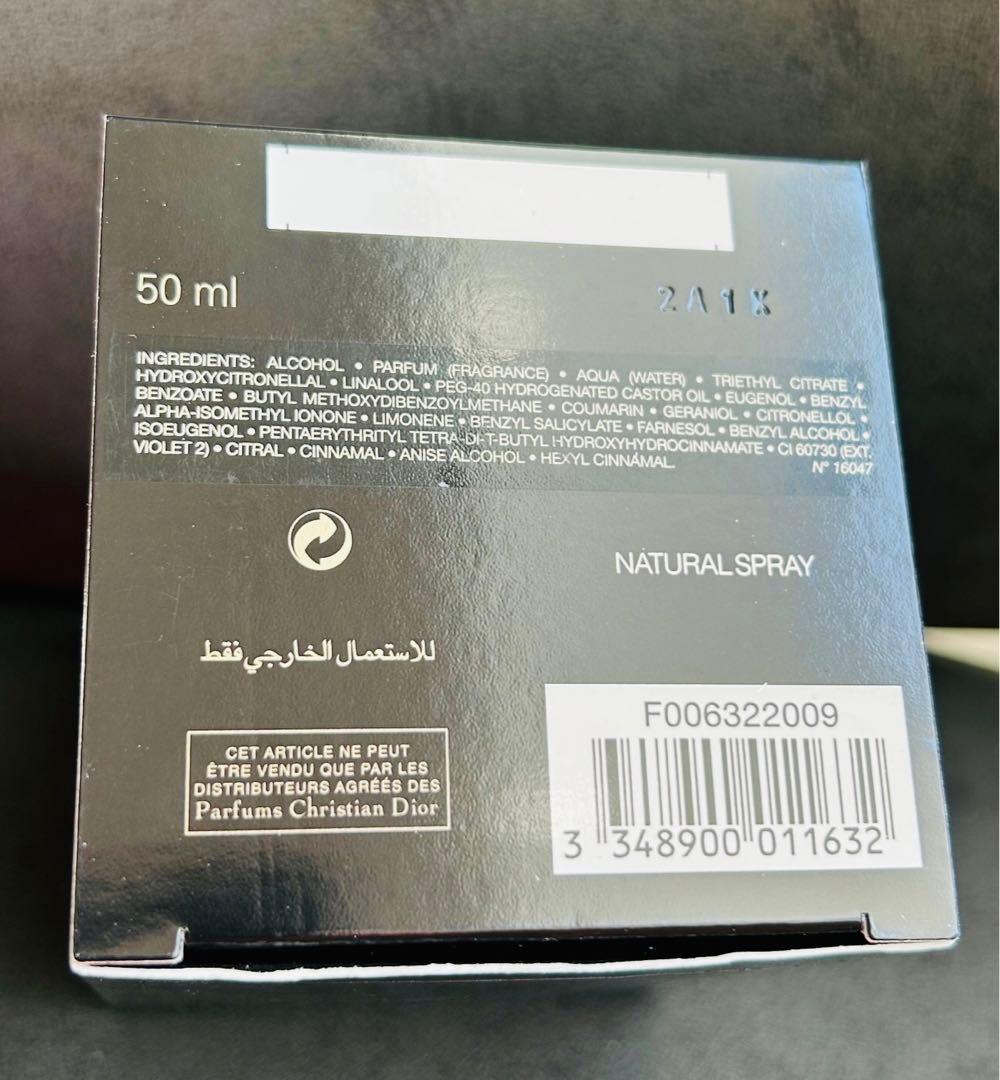 50 ml
2A1X
INGREDIENTS: ALCOHOL • PARFUM (FRAGRANCE) • AQUA (WATER) • TRIETHYL CITRATE •
HYDROXYCITRONELLAL • LINALOOL • PEG-40 HYDROGENATED CASTOR OIL • EUGENOL • BENZYL
BENZOATE • BUTYL METHOXYDIBENZOYLMETHANE • COUMARIN • GERANIOL • CITRONELLOL •
ALPHA-ISOMETHYL IONONE • LIMONENE • BENZYL SALICYLATE • FARNESOL • BENZYL ALCOHOL •
ISOEUGENOL • PENTAERYTHRITYL TETRA-DI-T-BUTYL HYDROXYHYDROCINNAMATE • CI 60730 (EXT.
VIOLET 2) • CITRAL • CINNAMAL • ANISE ALCOHOL • HEXYL CINNAMAL.
N° 16047
NATURAL SPRAY
للاستعمال الخارجي فقط
CET ARTICLE NE PEUT
ÊTRE VENDU QUE PAR LES
DISTRIBUTEURS AGRÉÉS DES
Parfums Christian Dior
F006322009
3 348900 011632